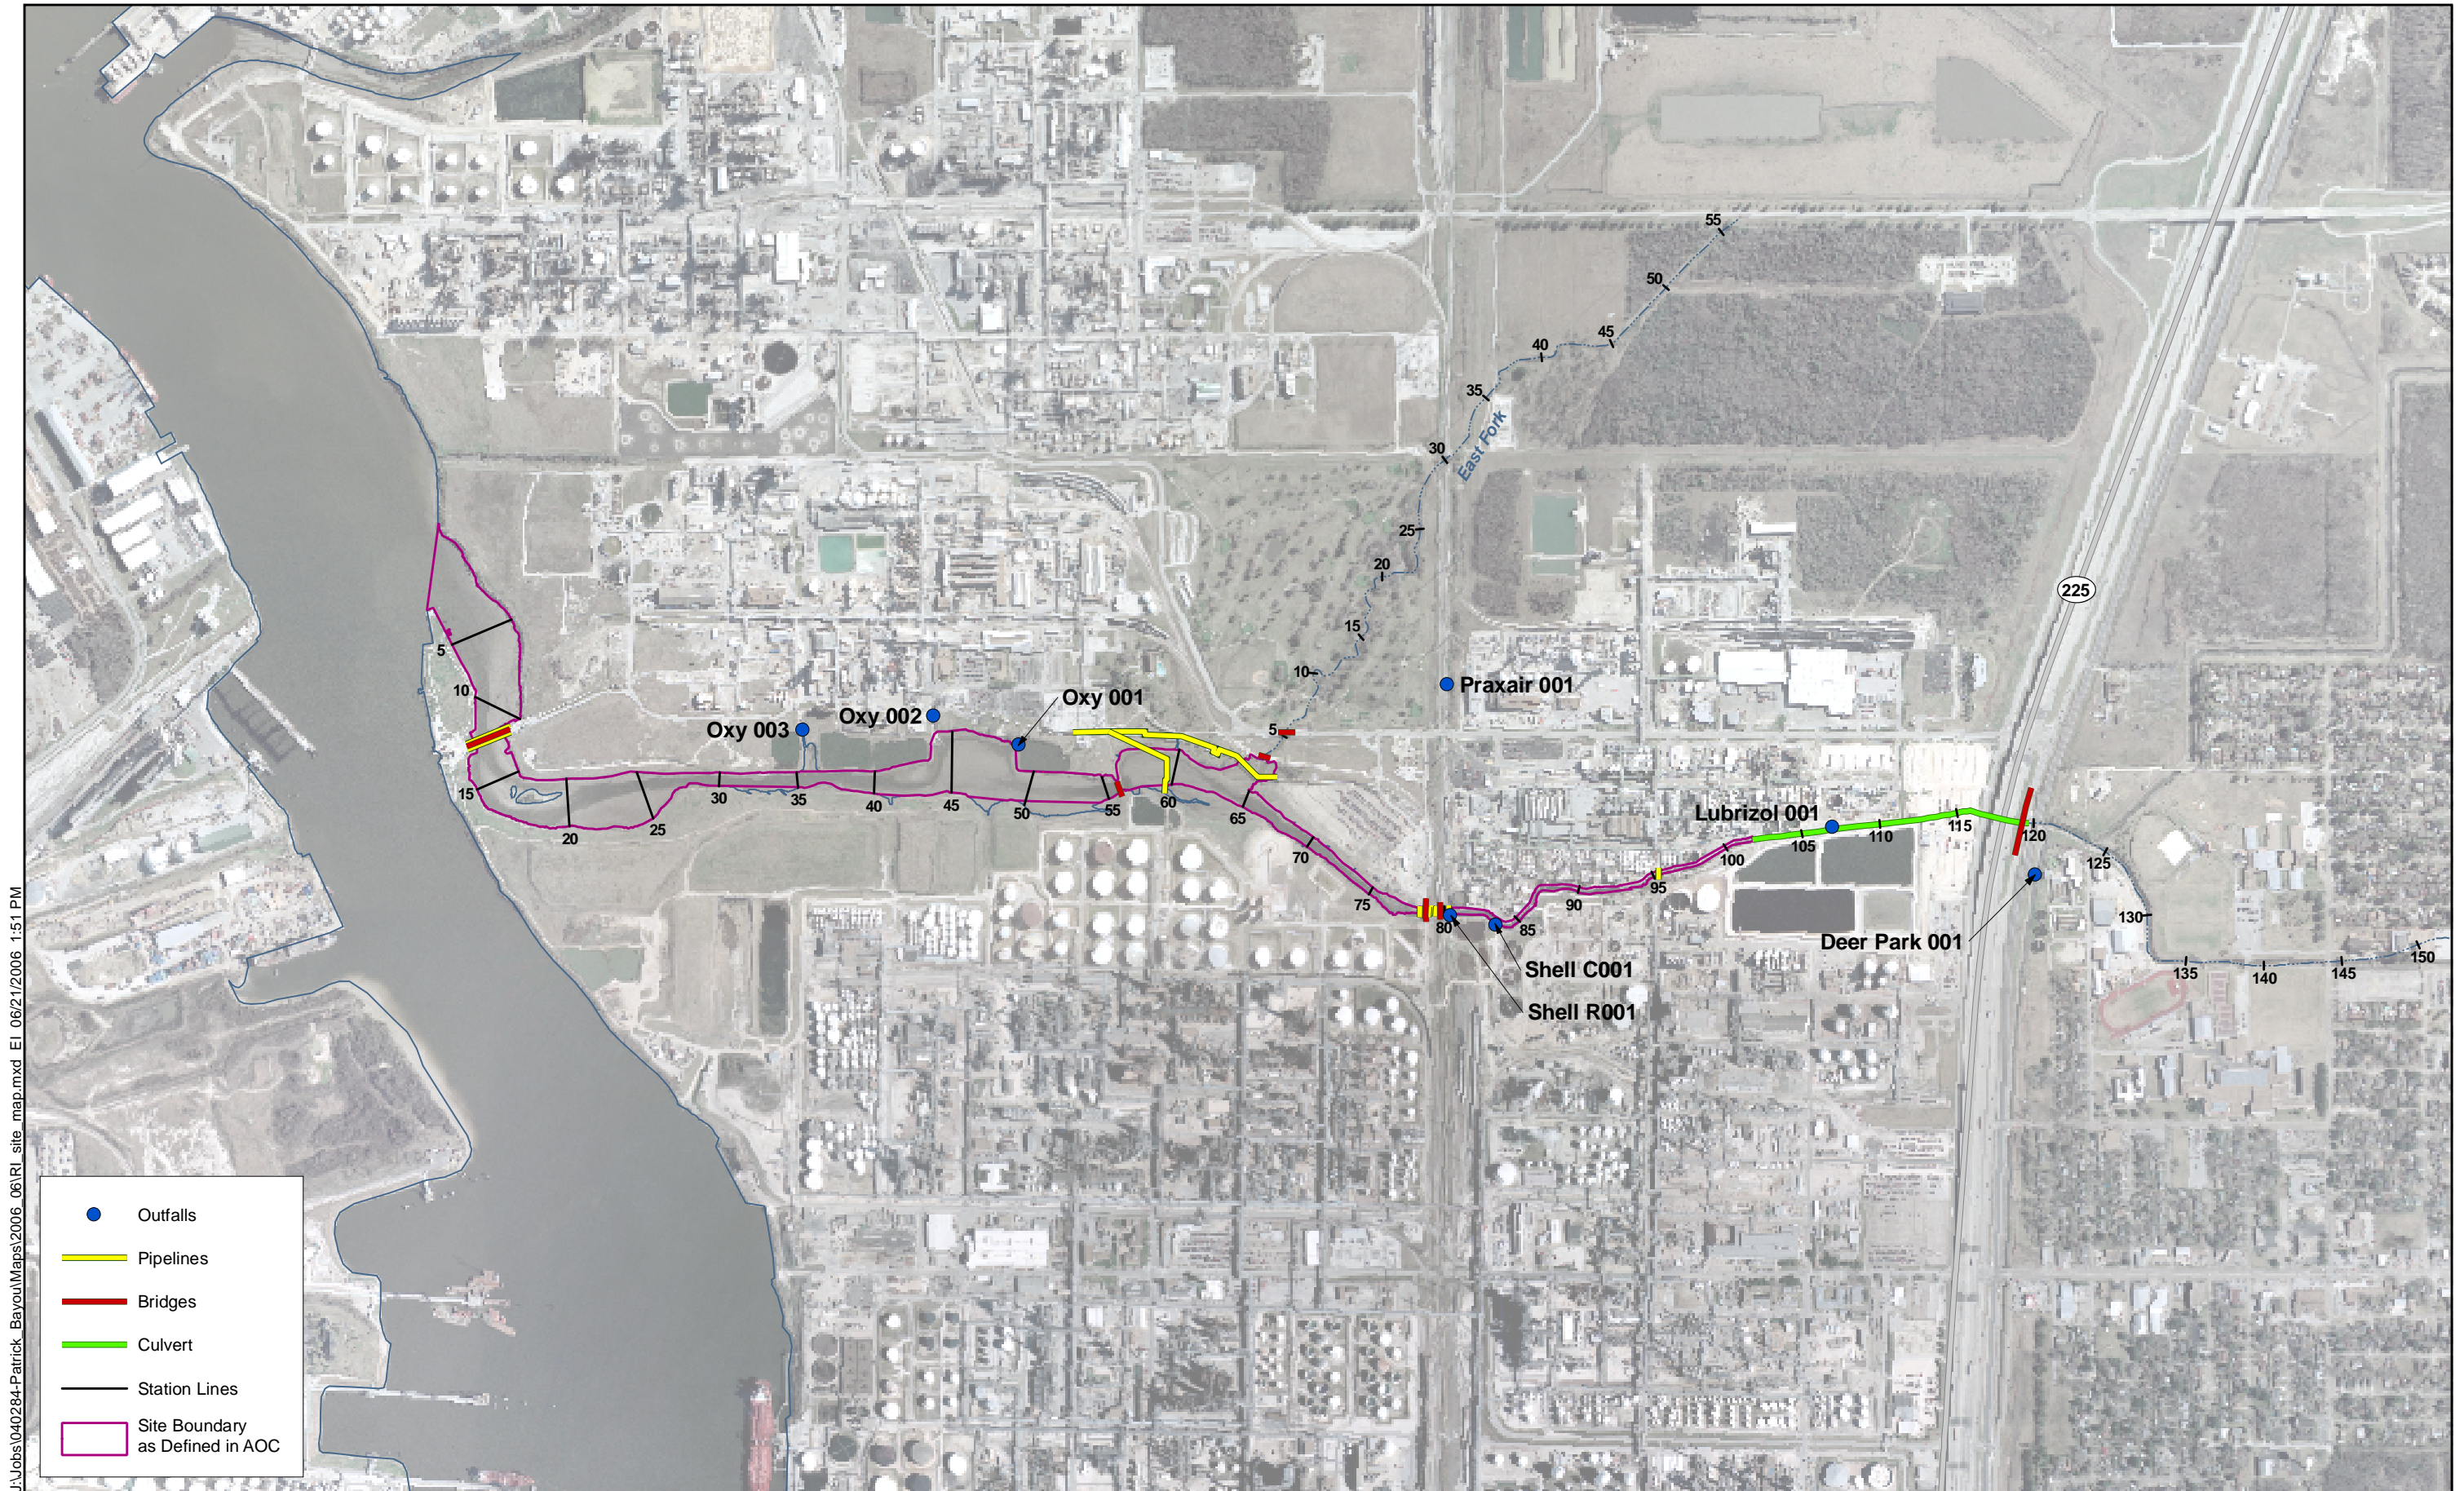 55
50
45
40
35
East Fork
30
25
20
15
10
5
225
5
10
15
20
25
30
35
40
45
50
55
60
65
70
75
80
85
90
95
100
105
110
115
120
125
130
135
140
145
150
Oxy 003
Oxy 002
Oxy 001
Praxair 001
Lubrizol 001
Deer Park 001
Shell C001
Shell R001
Outfalls
Pipelines
Bridges
Culvert
Station Lines
Site Boundary
as Defined in AOC
J:\Jobs\040284-Patrick_Bayou\Maps\2006_06\RI_site_map.mxd EI 06/21/2006 1:51 PM